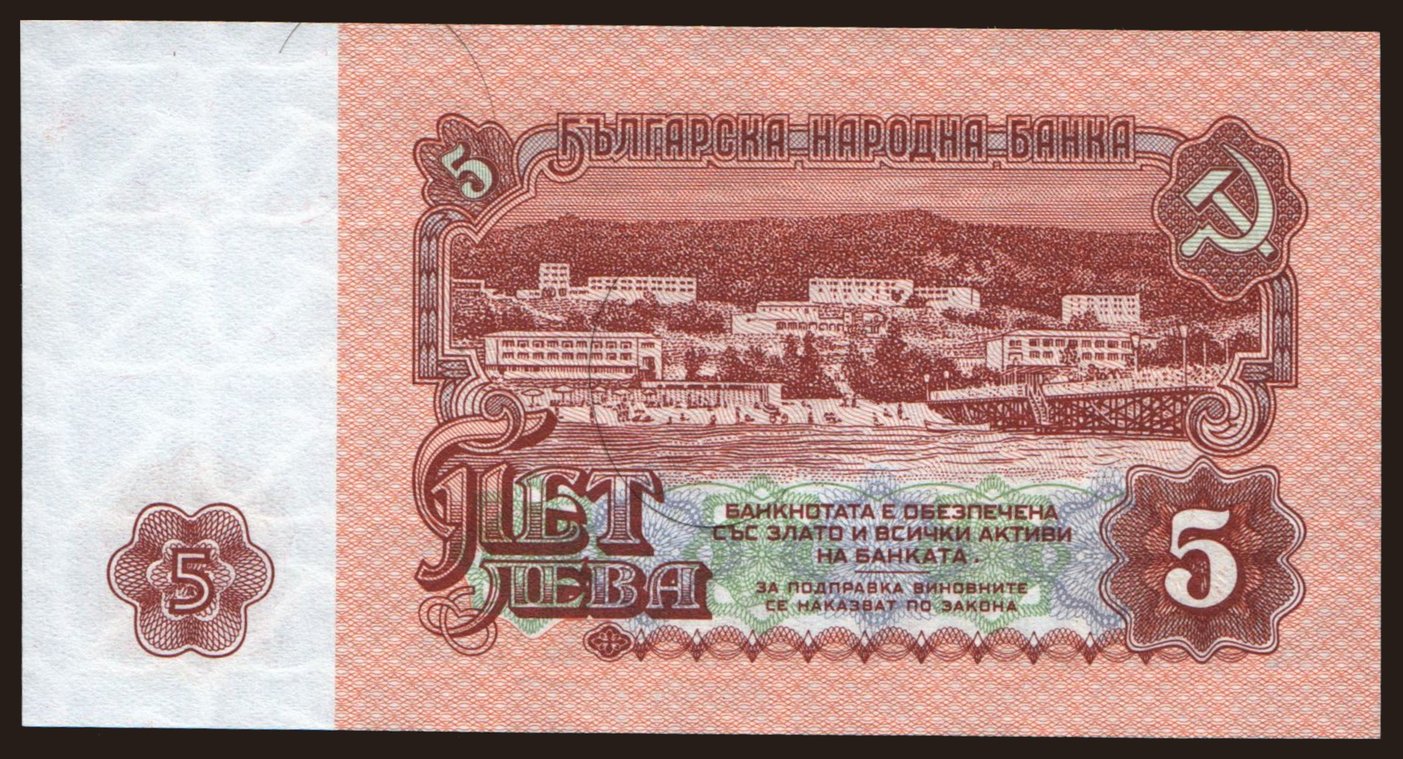 БЪЛГАРСКА НАРОДНА БАНКА
5
ПЕТ
ЛЕВА
БАНКНОТАТА Е ОБЕЗПЕЧЕНА
СЪС ЗЛАТО И ВСИЧКИ АКТИВИ
НА БАНКАТА.
ЗА ПОДПРАВКА ВИНОВНИТЕ
СЕ НАКАЗВАТ ПО ЗАКОНА
5
5